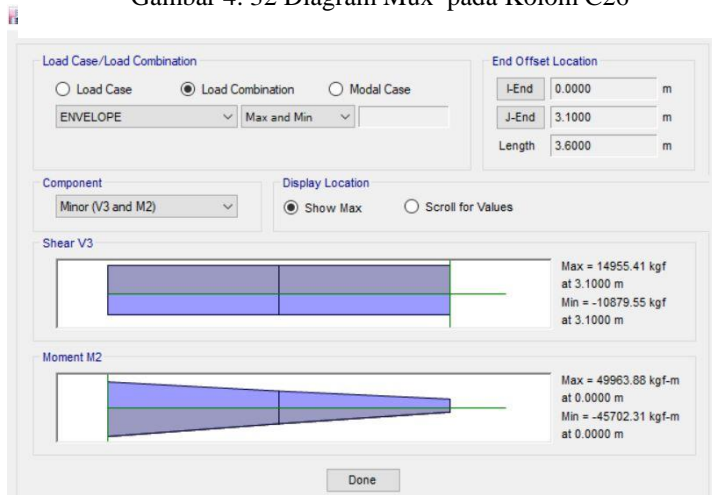 Gambar 4. 32 Diagram Mux pada Kolom C26
Load Case/Load Combination
Load Case Load Combination Modal Case
ENVELOPE Max and Min
End Offset Location
I-End 0.0000 m
J-End 3.1000 m
Length 3.6000 m
Component
Minor (V3 and M2)
Display Location
Show Max Scroll for Values
Shear V3
Max = 14955.41 kgf
at 3.1000 m
Min = -10879.55 kgf
at 3.1000 m
Moment M2
Max = 49963.88 kgf-m
at 0.0000 m
Min = -45702.31 kgf-m
at 0.0000 m
Done